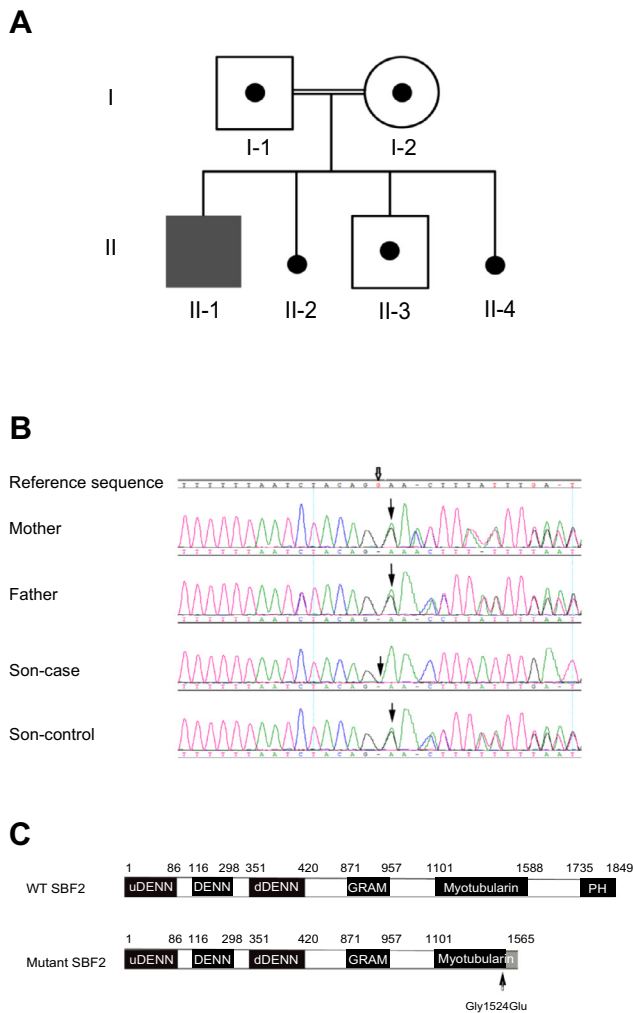 A
I
I-1 I-2
II
II-1 II-2 II-3 II-4
B
Reference sequence
T T T T T T A A T C T A C A G G A A - C T T T A T T T G A - T
Mother
T T T T T A A T C T A C A G - A A A C T T T - T T T T A A T
Father
T T T T T T A A T C T A C A G - A A - C C T T A T T T A A T
Son-case
T T T T T T A A T C T A C A G - A A - C T T T A T T T G A - T
Son-control
T T T T T T A A T C T A C A G - A A - C T T T - T T T T A A T
C
1 86 116 298 351 420 871 957 1101 1588 1735 1849
WT SBF2 uDENN DENN dDENN GRAM Myotubularin PH
1 86 116 298 351 420 871 957 1101 1565
Mutant SBF2 uDENN DENN dDENN GRAM Myotubularin
Gly1524Glu